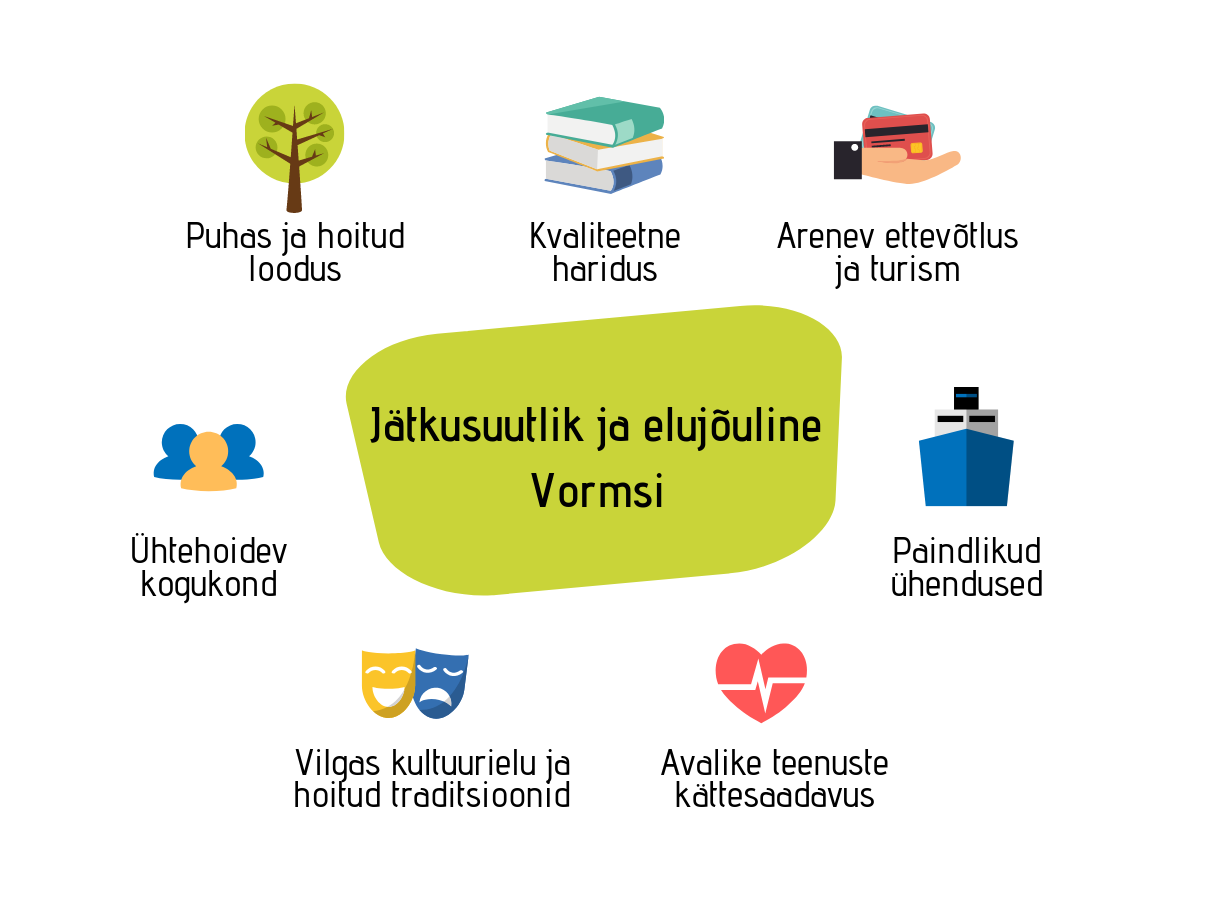 Puhas ja hoitud
loodus
Kvaliteetne
haridus
Arenev ettevõtlus
ja turism
Jätkusuutlik ja elujõuline
Vormsi
Ühtehoidev
kogukond
Paindlikud
ühendused
Vilgas kultuurielu ja
hoitud traditsioonid
Avalike teenuste
kättesaadavus